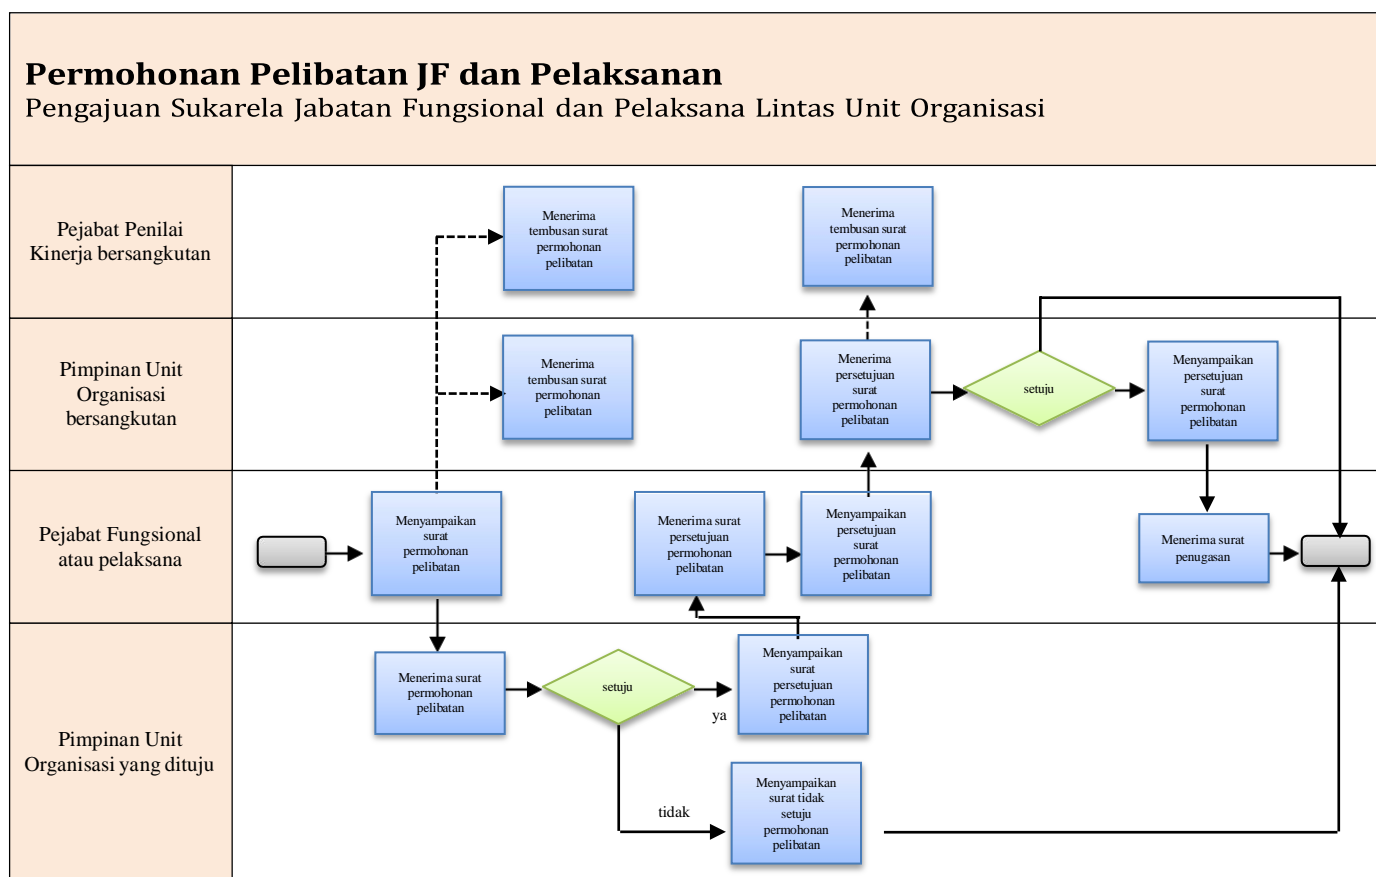 Permohonan Pelibatan JF dan Pelaksanan
Pengajuan Sukarela Jabatan Fungsional dan Pelaksana Lintas Unit Organisasi
Pejabat Penilai
Kinerja bersangkutan
Menerima
tembusan surat
permohonan
pelibatan
Menerima
tembusan surat
permohonan
pelibatan
Pimpinan Unit
Organisasi
bersangkutan
Menerima
tembusan surat
permohonan
pelibatan
Menerima
persetujuan
surat
permohonan
pelibatan
setuju
Menyampaikan
persetujuan
surat
permohonan
pelibatan
Pejabat Fungsional
atau pelaksana
Menyampaikan
surat
permohonan
pelibatan
Menerima surat
persetujuan
permohonan
pelibatan
Menyampaikan
persetujuan
surat
permohonan
pelibatan
Menerima surat
penugasan
Pimpinan Unit
Organisasi yang dituju
Menerima surat
permohonan
pelibatan
setuju
ya
Menyampaikan
surat
persetujuan
permohonan
pelibatan
tidak
Menyampaikan
surat tidak
setuju
permohonan
pelibatan